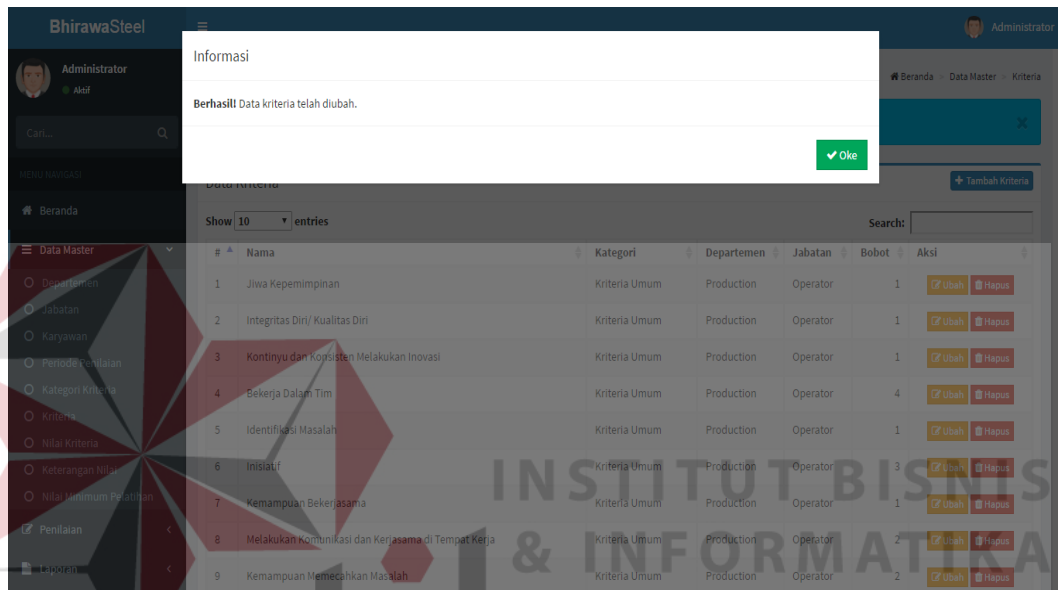 BhirawaSteel
Administrator
Informasi
Administrator
Aktif
Beranda > Data Master > Kriteria
Berhasil! Data kriteria telah diubah.
Cari...
×
Oke
MENU NAVIGASI
Data Kriteria
+ Tambah Kriteria
Beranda
Show 10 entries
Search:
Data Master
# Nama Kategori Departemen Jabatan Bobot Aksi
Departemen
1 Jiwa Kepemimpinan Kriteria Umum Production Operator 1 Ubah Hapus
Jabatan
2 Integritas Diri/ Kualitas Diri Kriteria Umum Production Operator 1 Ubah Hapus
Karyawan
3 Kontinyu dan Konsisten Melakukan Inovasi Kriteria Umum Production Operator 1 Ubah Hapus
Periode Penilaian
Kategori Kriteria
4 Bekerja Dalam Tim Kriteria Umum Production Operator 4 Ubah Hapus
Kriteria
5 Identifikasi Masalah Kriteria Umum Production Operator 1 Ubah Hapus
Nilai Kriteria
Keterangan Nilai
6 Inisiatif Kriteria Umum Production Operator 3 Ubah Hapus
Nilai Minimum Pelatihan
7 Kemampuan Bekerjasama Kriteria Umum Production Operator 1 Ubah Hapus
Penilaian
8 Melakukan Komunikasi dan Kerjasama di Tempat Kerja Kriteria Umum Production Operator 2 Ubah Hapus
Laporan
9 Kemampuan Memecahkan Masalah Kriteria Umum Production Operator 2 Ubah Hapus
INSTITUT BISNIS
& INFORMATIKA